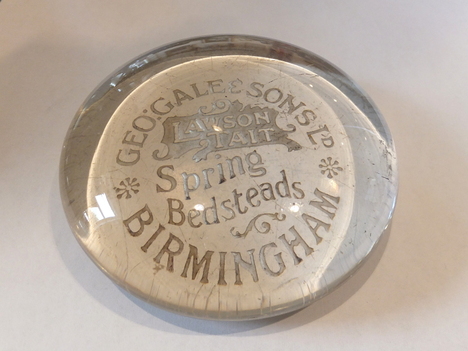 GEO: GALE & SONS LD
LAWSON
TAIT
Spring
Bedsteads
BIRMINGHAM